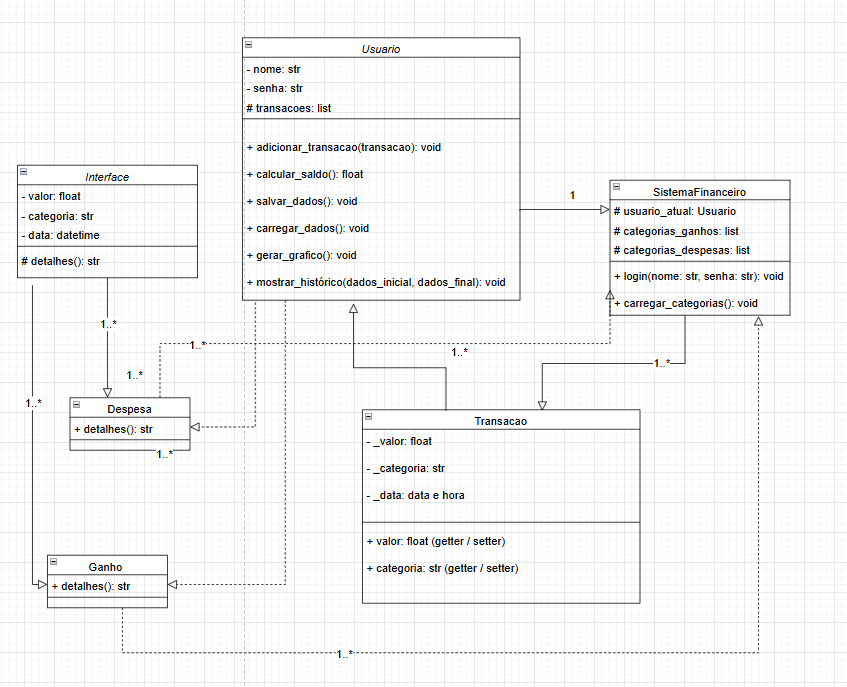 Usuario
- nome: str
- senha: str
# transacoes: list
+ adicionar_transacao(transacao): void
+ calcular_saldo(): float
+ salvar_dados(): void
+ carregar_dados(): void
+ gerar_grafico(): void
+ mostrar_histórico(dados_inicial, dados_final): void
Interface
- valor: float
- categoria: str
- data: datetime
# detalhes(): str
1
SistemaFinanceiro
# usuario_atual: Usuario
# categorias_ganhos: list
# categorias_despesas: list
+ login(nome: str, senha: str): void
+ carregar_categorias(): void
1..*
1..*
1..*
1..*
1..*
1..*
Despesa
+ detalhes(): str
1..*
Transacao
- _valor: float
- _categoria: str
- _data: data e hora
+ valor: float (getter / setter)
+ categoria: str (getter / setter)
Ganho
+ detalhes(): str
1..*